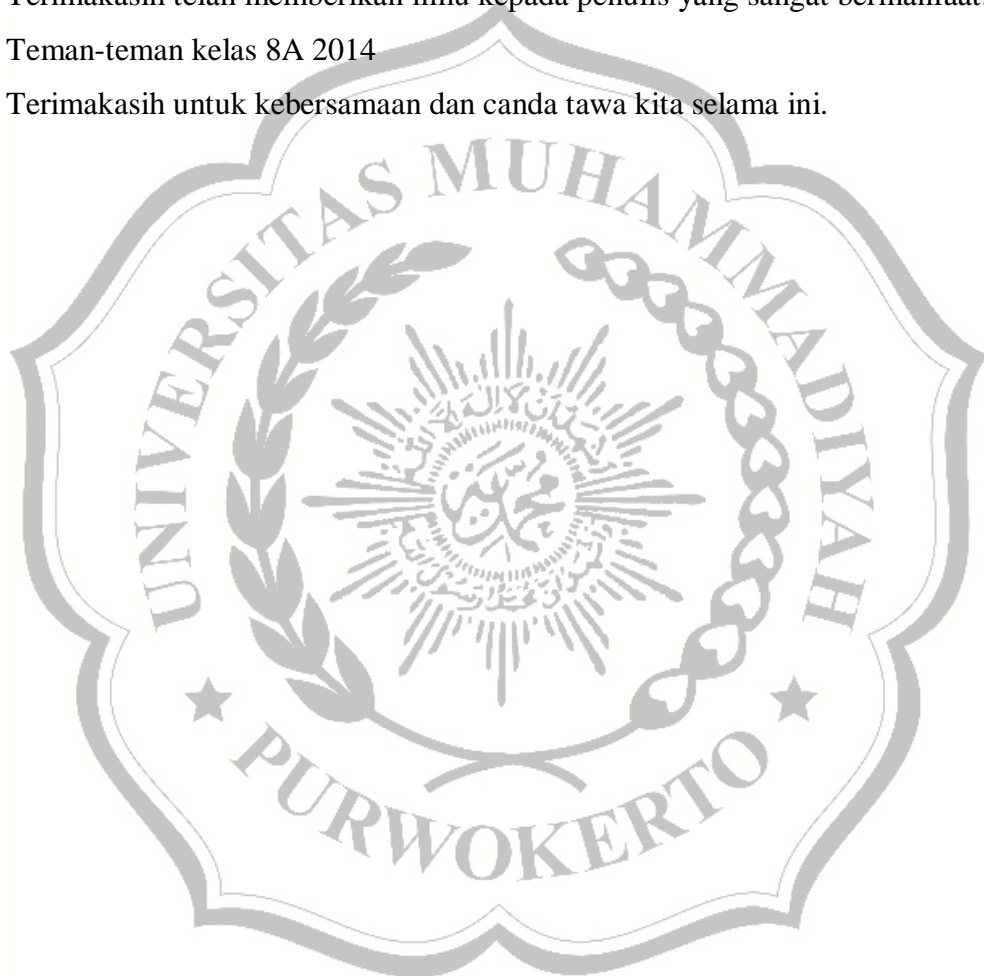 Terimakasih telah memberikan ilmu kepada penulis yang sangat bermanfaat.
Teman-teman kelas 8A 2014
Terimakasih untuk kebersamaan dan canda tawa kita selama ini.
UNIVERSITAS MUHAMMADIYAH
PURWOKERTO